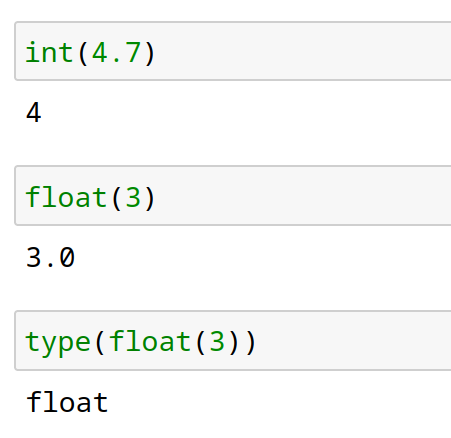 int(4.7)
4
float(3)
3.0
type(float(3))
float